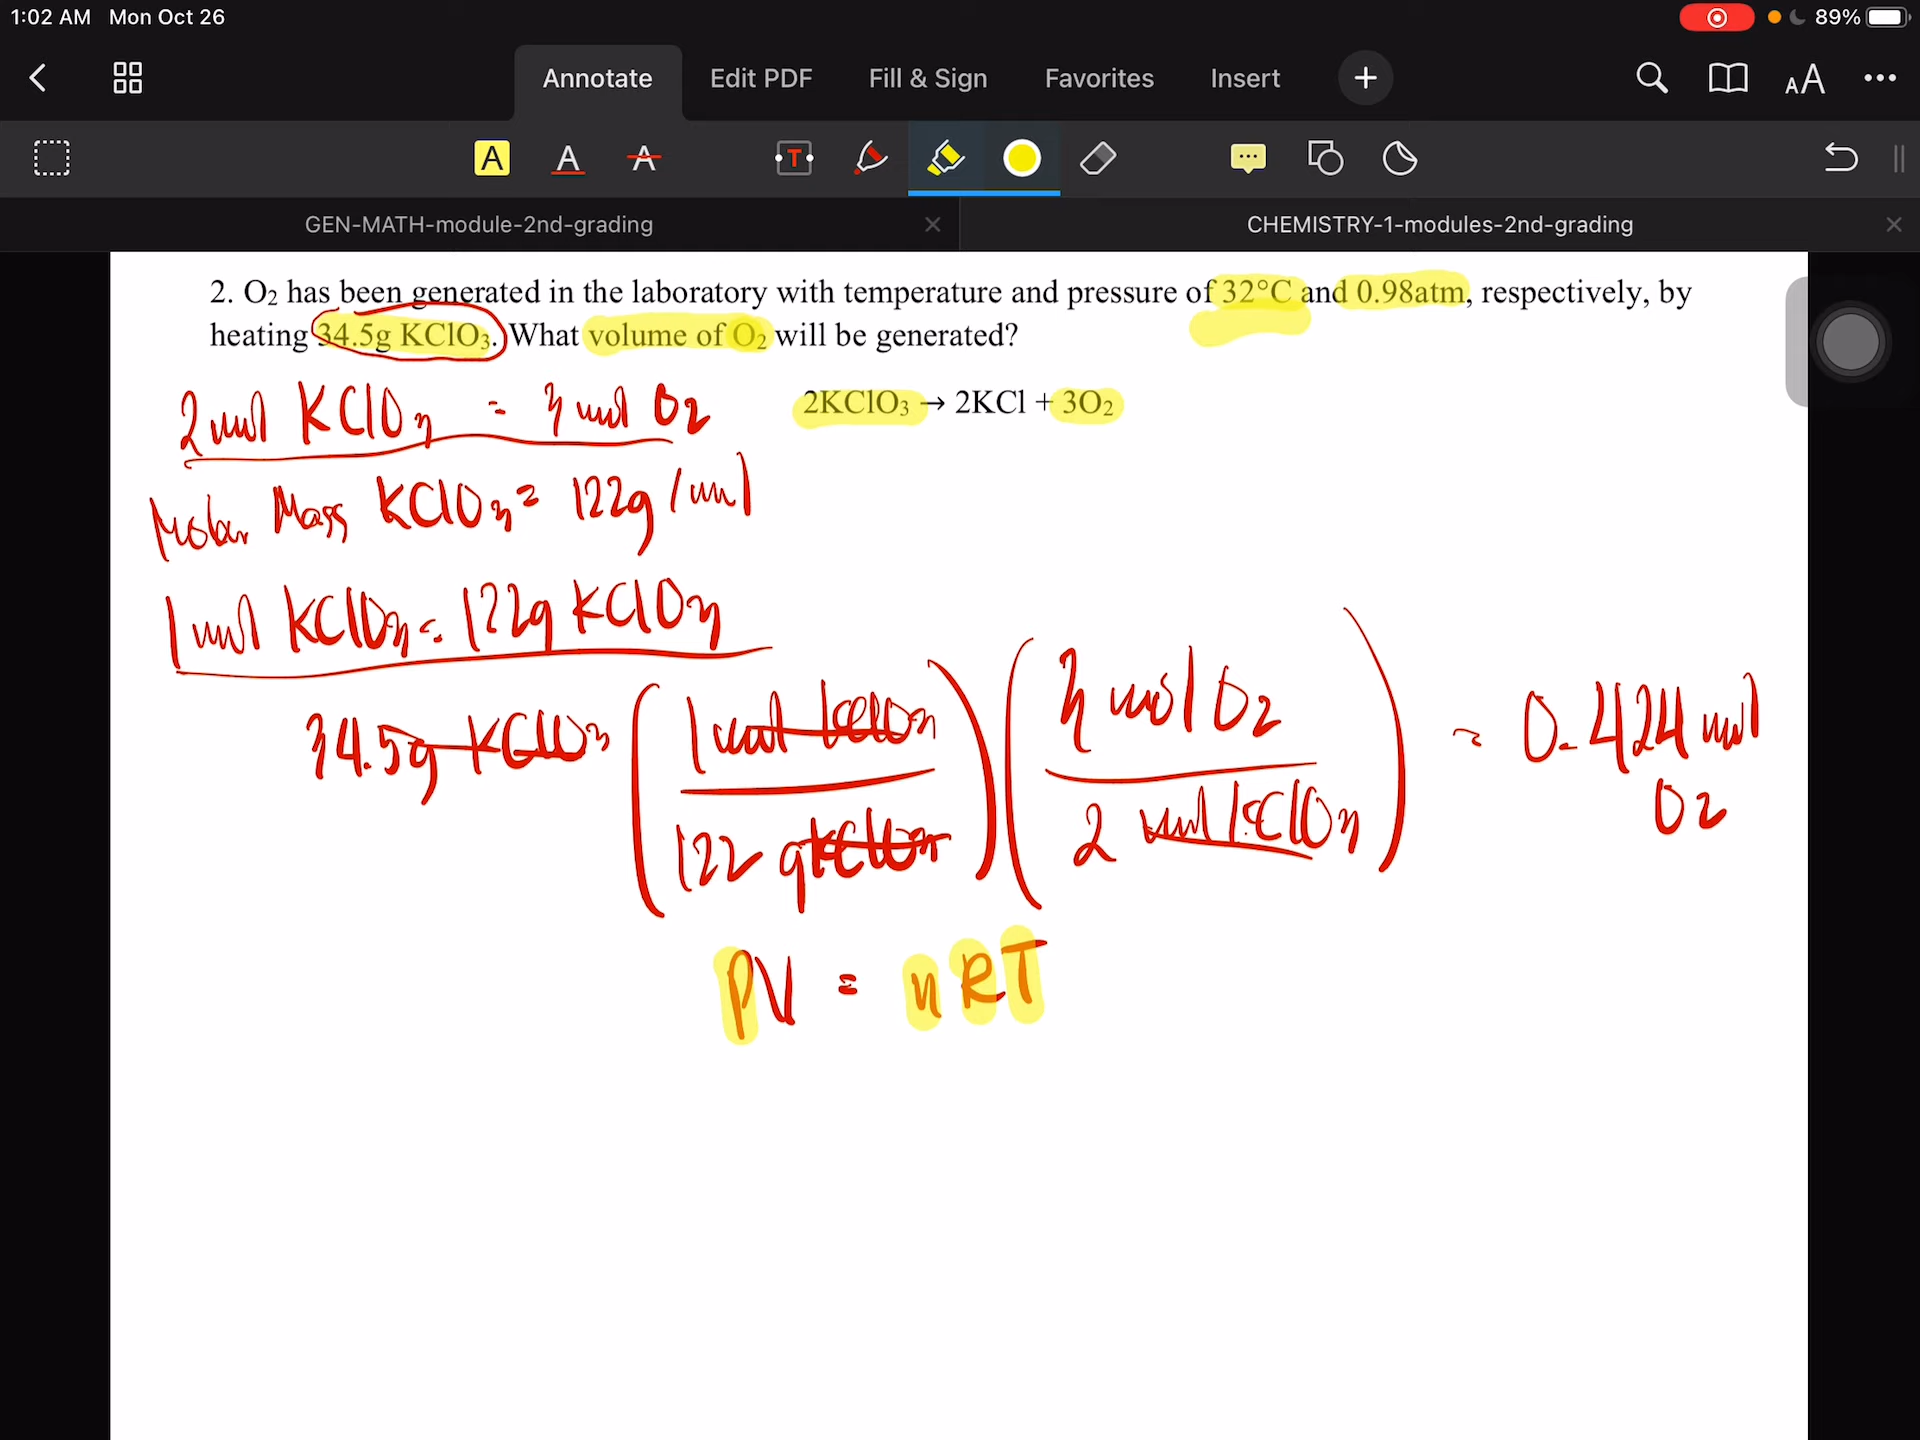 1:02 AM Mon Oct 26
89%
Annotate Edit PDF Fill & Sign Favorites Insert
AA
A A A T
GEN-MATH-module-2nd-grading
CHEMISTRY-1-modules-2nd-grading
2. O₂ has been generated in the laboratory with temperature and pressure of 32°C and 0.98atm, respectively, by
heating 34.5g KClO₃. What volume of O₂ will be generated?
2KClO₃ → 2KCl + 3O₂
2 mol KClO₃ = 3 mol O₂
Molar Mass KClO₃ = 122g/mol
1 mol KClO₃ = 122g KClO₃
34.5g KClO₃ (1 mol KClO₃ / 122 g KClO₃) (3 mol O₂ / 2 mol KClO₃) = 0.424 mol
O₂
PV = nRT